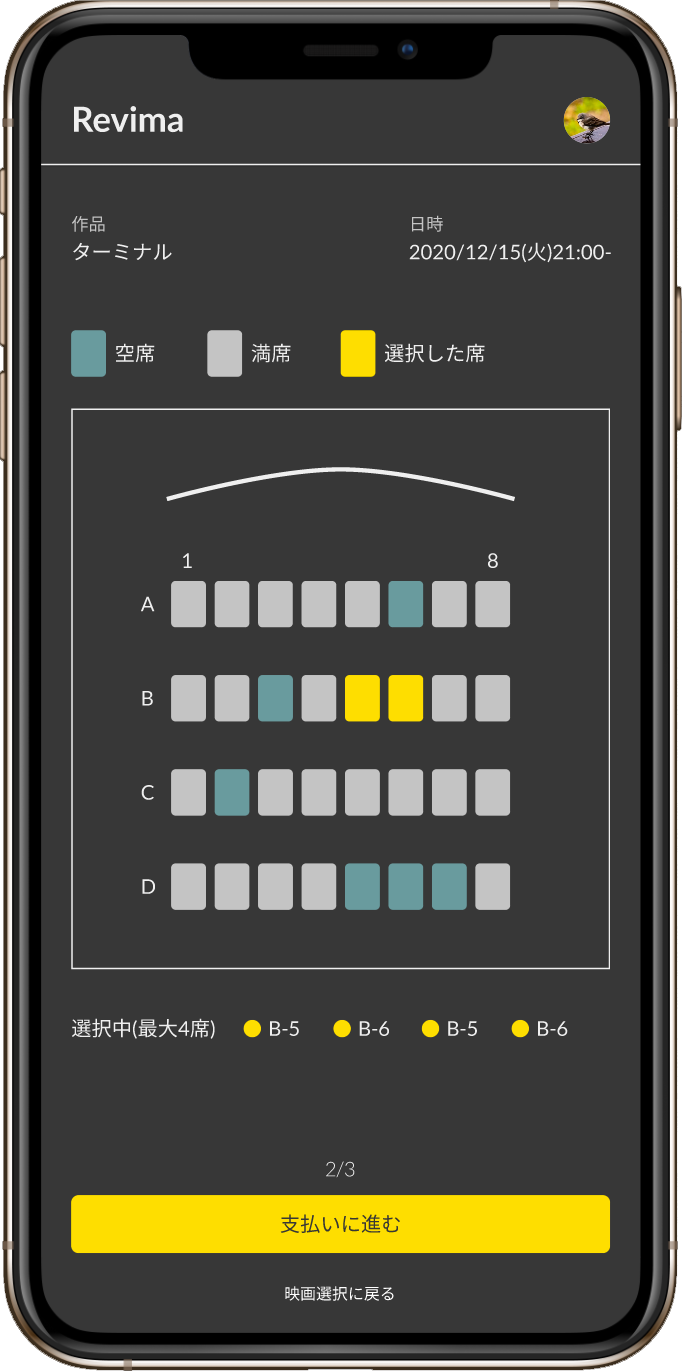 Revima
作品
日時
ターミナル
2020/12/15(火)21:00-
空席
満席
選択した席
1
8
A
B
C
D
選択中(最大4席) B-5 B-6 B-5 B-6
2/3
支払いに進む
映画選択に戻る